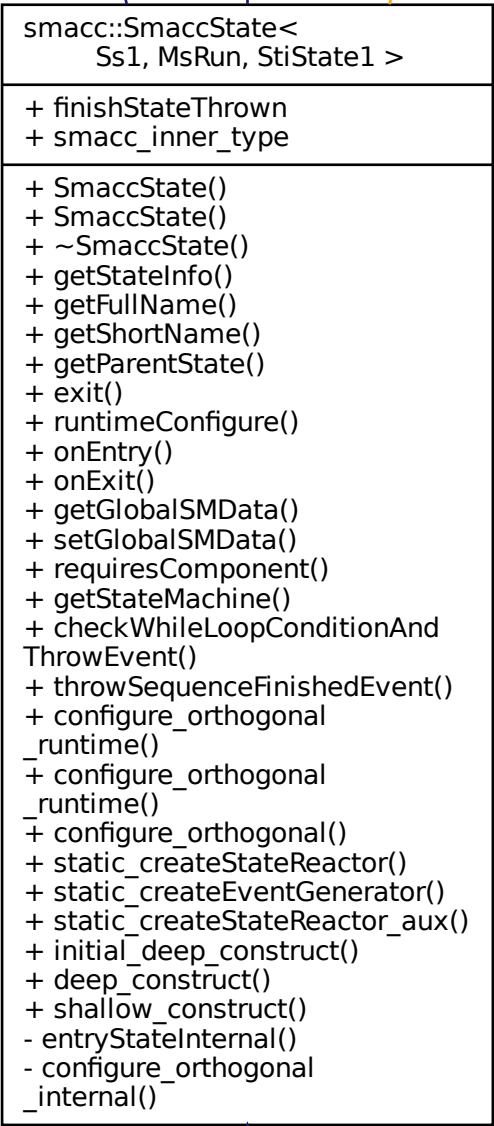 smacc::SmaccState<
Ss1, MsRun, StiState1 >
+ finishStateThrown
+ smacc_inner_type
+ SmaccState()
+ SmaccState()
+ ~SmaccState()
+ getStateInfo()
+ getFullName()
+ getShortName()
+ getParentState()
+ exit()
+ runtimeConfigure()
+ onEntry()
+ onExit()
+ getGlobalSMData()
+ setGlobalSMData()
+ requiresComponent()
+ getStateMachine()
+ checkWhileLoopConditionAnd
ThrowEvent()
+ throwSequenceFinishedEvent()
+ configure_orthogonal
_runtime()
+ configure_orthogonal
_runtime()
+ configure_orthogonal()
+ static_createStateReactor()
+ static_createEventGenerator()
+ static_createStateReactor_aux()
+ initial_deep_construct()
+ deep_construct()
+ shallow_construct()
- entryStateInternal()
- configure_orthogonal
_internal()